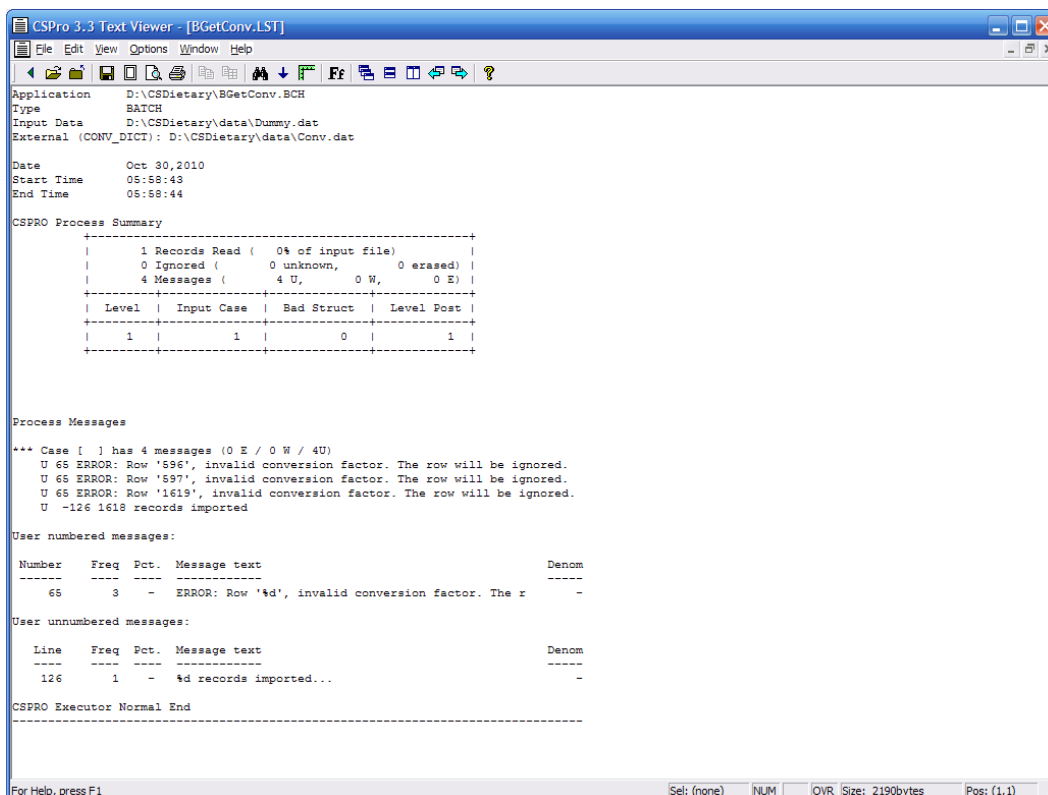 CSPro 3.3 Text Viewer - [BGetConv.LST]
File Edit View Options Window Help
Ff
Application D:\CSDietary\BGetConv.BCH
Type BATCH
Input Data D:\CSDietary\data\Dummy.dat
External (CONV_DICT): D:\CSDietary\data\Conv.dat
Date Oct 30,2010
Start Time 05:58:43
End Time 05:58:44
CSPRO Process Summary
+-----------------------------------------------------+
| 1 Records Read ( 0% of input file) |
| 0 Ignored ( 0 unknown, 0 erased) |
| 4 Messages ( 4 U, 0 W, 0 E) |
+---------+--------------+--------------+-------------+
| Level | Input Case | Bad Struct | Level Post |
+---------+--------------+--------------+-------------+
| 1 | 1 | 0 | 1 |
+---------+--------------+--------------+-------------+
Process Messages
*** Case [ ] has 4 messages (0 E / 0 W / 4U)
U 65 ERROR: Row '596', invalid conversion factor. The row will be ignored.
U 65 ERROR: Row '597', invalid conversion factor. The row will be ignored.
U 65 ERROR: Row '1619', invalid conversion factor. The row will be ignored.
U -126 1618 records imported
User numbered messages:
Number Freq Pct. Message text Denom
------ ---- ---- ------------ -----
65 3 - ERROR: Row '%d', invalid conversion factor. The r -
User unnumbered messages:
Line Freq Pct. Message text Denom
---- ---- ---- ------------ -----
126 1 - %d records imported... -
CSPRO Executor Normal End
--------------------------------------------------------------------------------
For Help, press F1 Sel: (none) NUM OVR Size: 2190bytes Pos: (1,1)